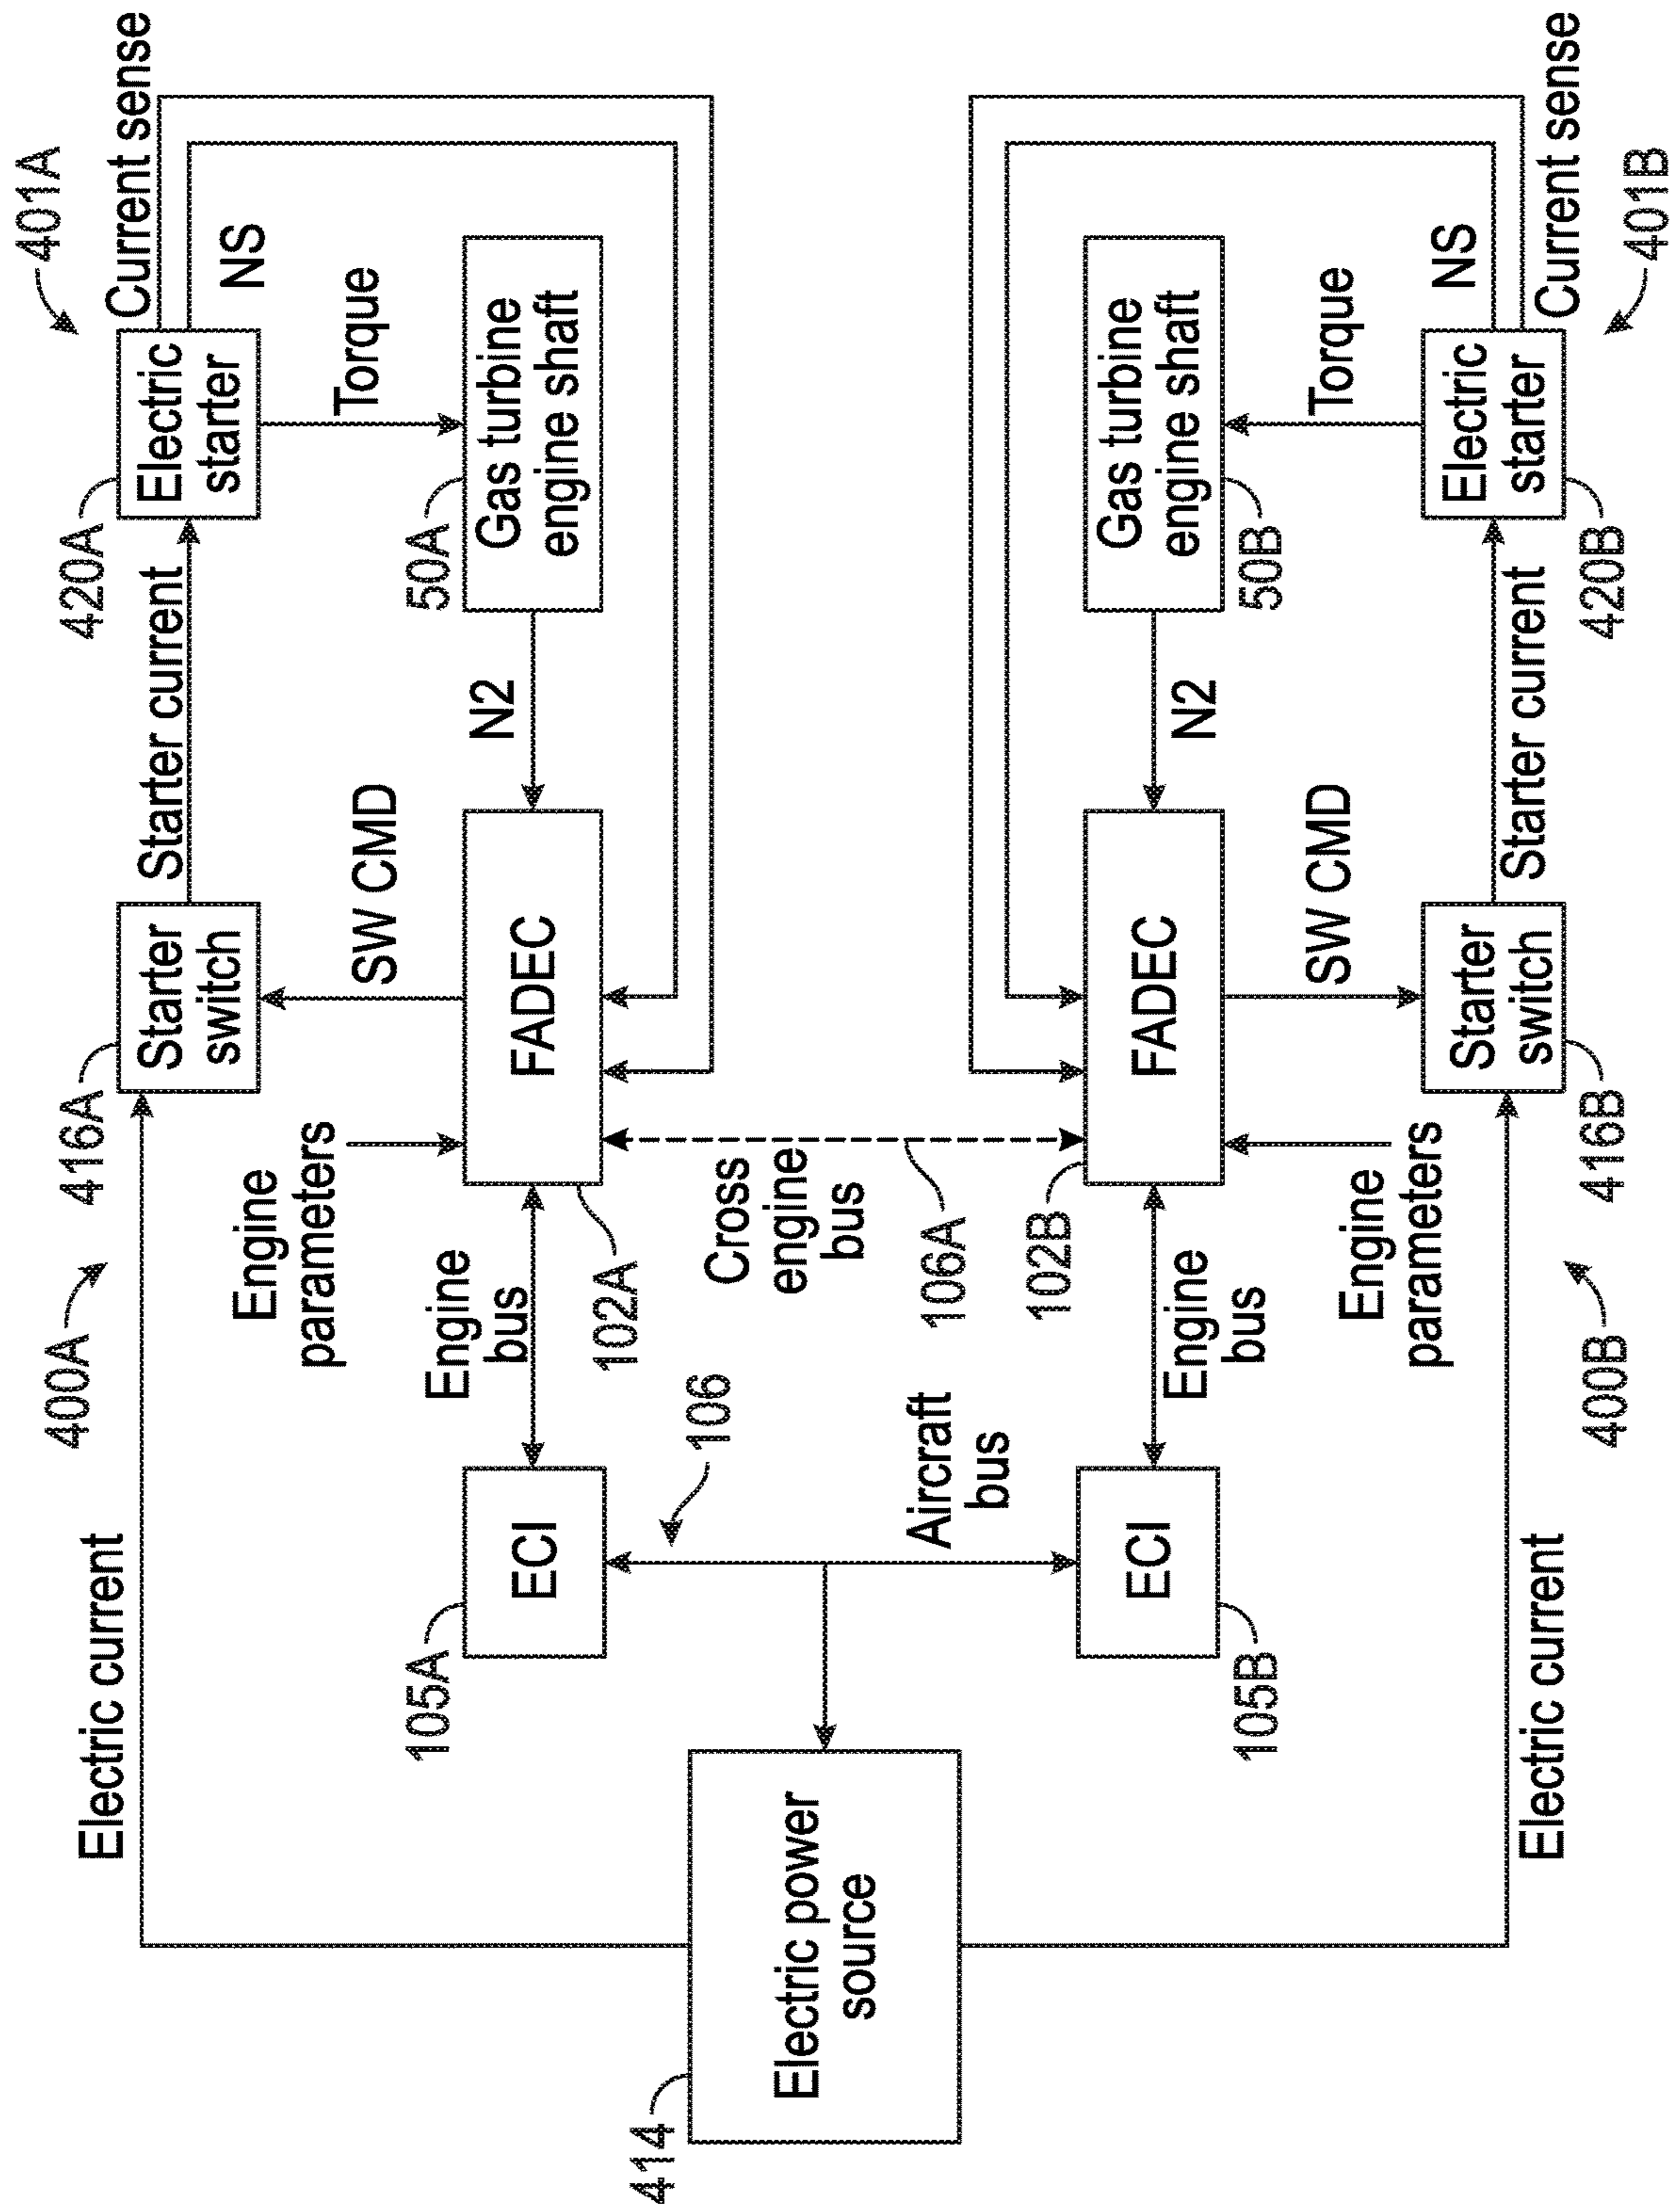 400A
401A
416A
420A
Electric current
Starter
switch
Starter current
Electric
starter
Current sense
NS
Engine
parameters
SW CMD
Torque
105A
50A
ECI
Engine
bus
FADEC
N2
Gas turbine
engine shaft
102A
106
414
Electric power
source
Aircraft
bus
Cross
engine
bus
106A
102B
ECI
Engine
bus
FADEC
N2
Gas turbine
engine shaft
105B
50B
Engine
parameters
SW CMD
Torque
NS
Electric current
Starter
switch
Starter current
Electric
starter
Current sense
416B
420B
400B
401B